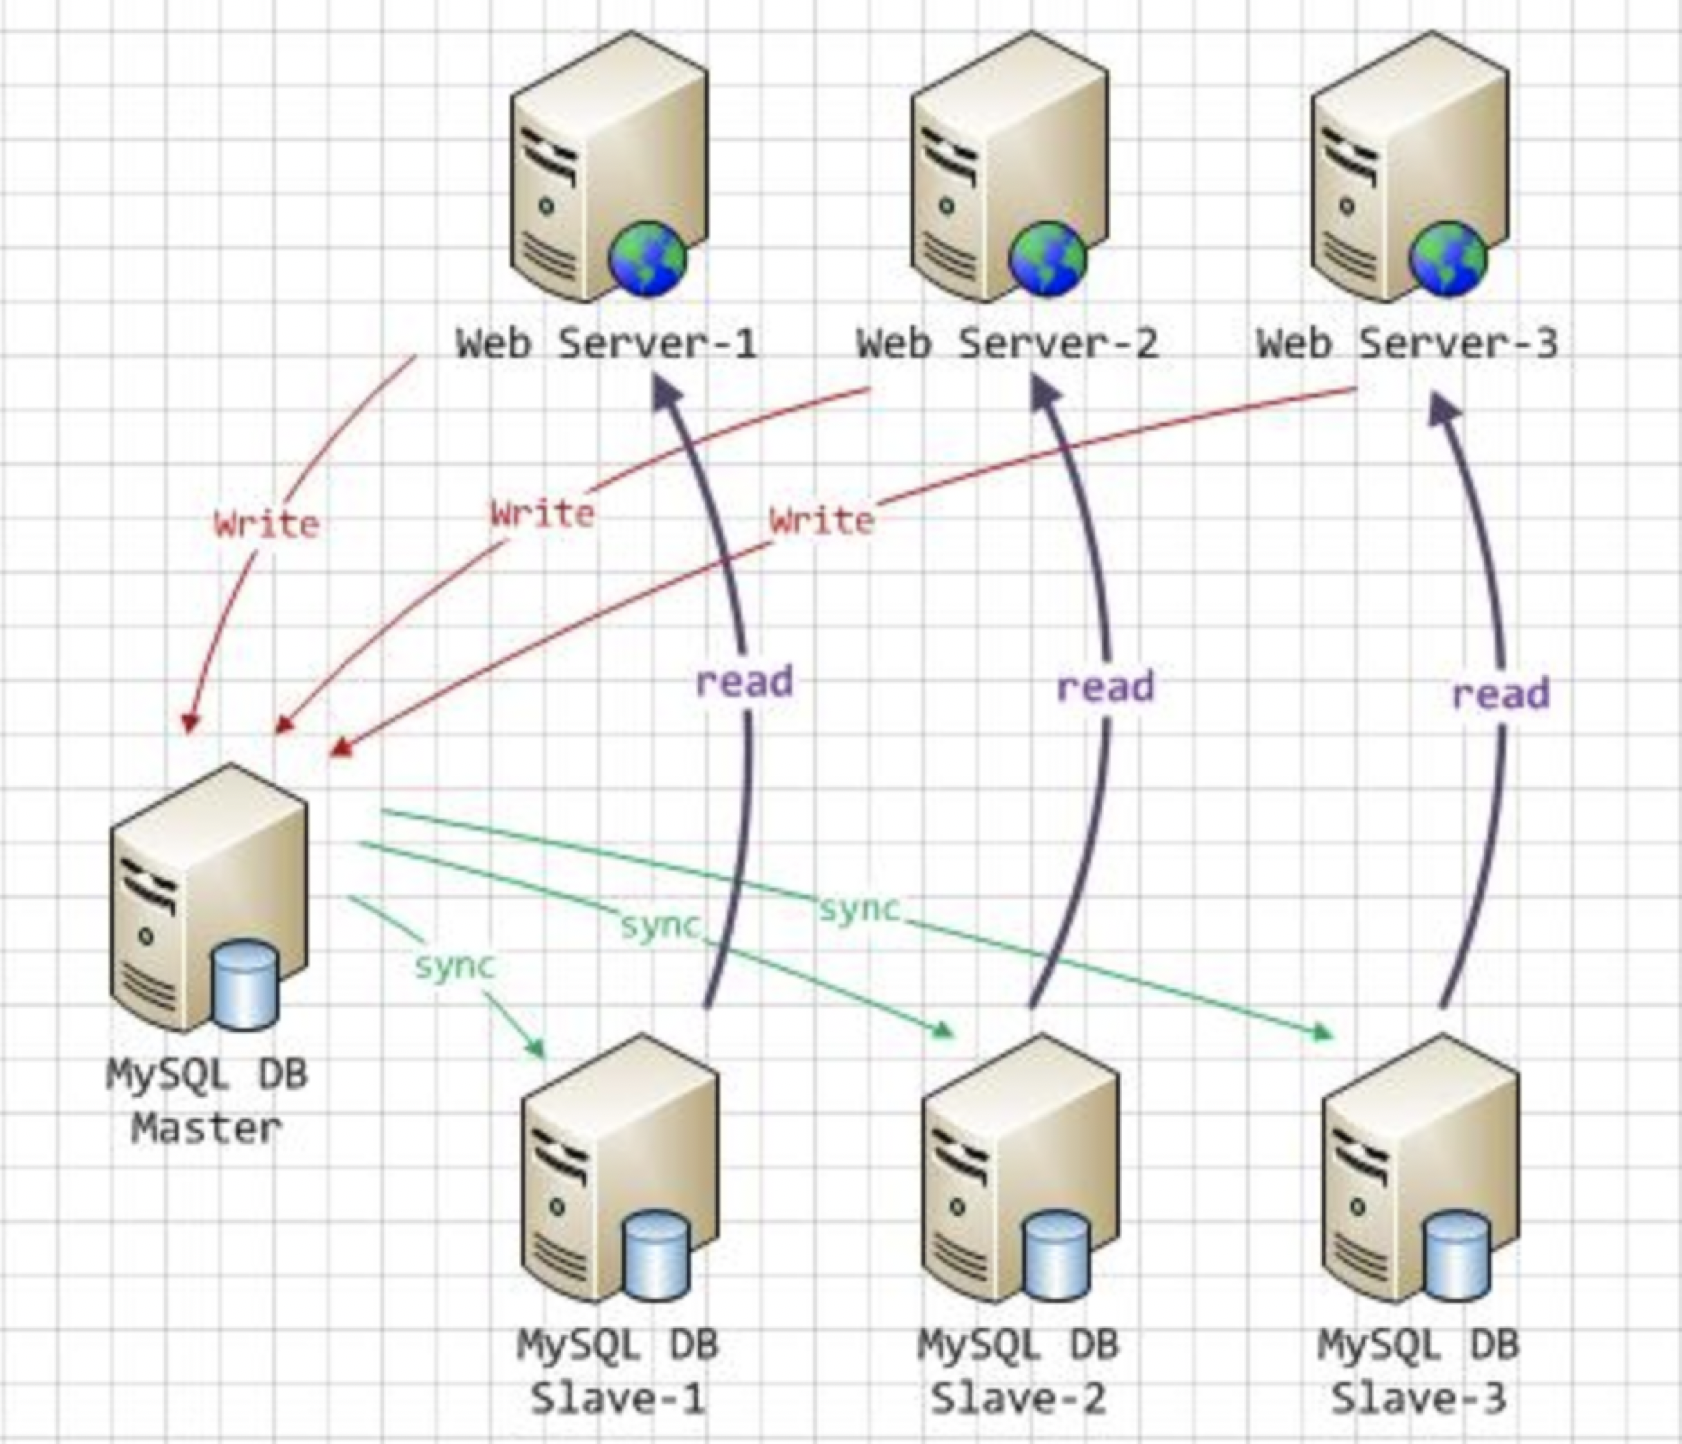 Web Server-1
Web Server-2
Web Server-3
Write
Write
Write
read
read
read
sync
sync
sync
MySQL DB
Master
MySQL DB
Slave-1
MySQL DB
Slave-2
MySQL DB
Slave-3